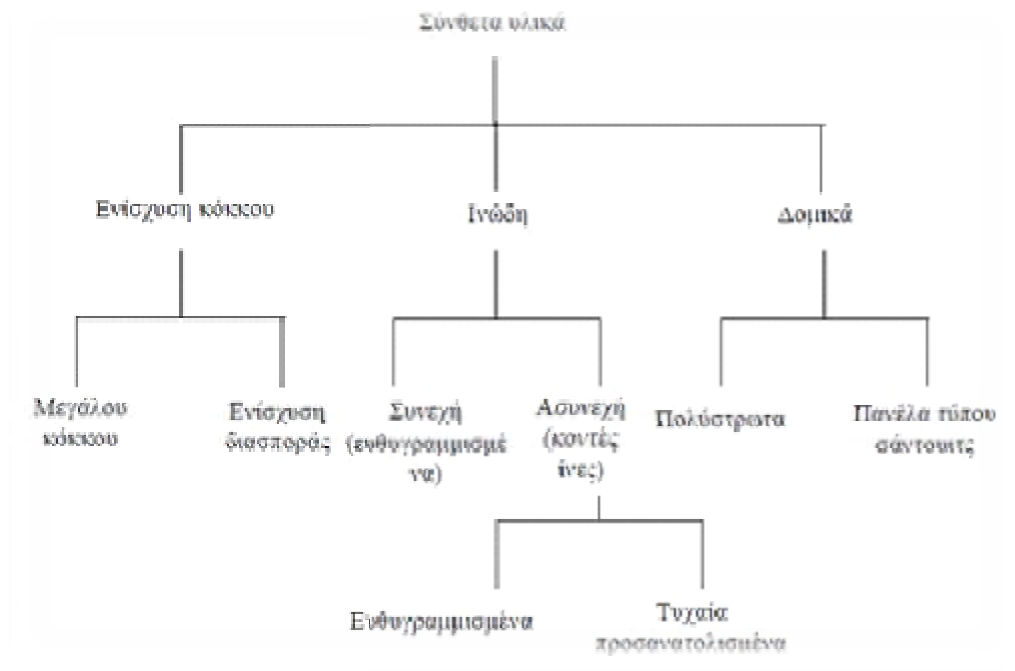 Σύνθετα υλικά
Ενίσχυση κόκκου
Ινώδη
Δομικά
Μεγάλου
κόκκου
Ενίσχυση
διασποράς
Συνεχή
(ευθυγραμμισμέ
να)
Ασυνεχή
(κοντές
ίνες)
Πολύστρωτα
Πανέλα τύπου
σάντουιτς
Ευθυγραμμισμένα
Τυχαία
προσανατολισμένα